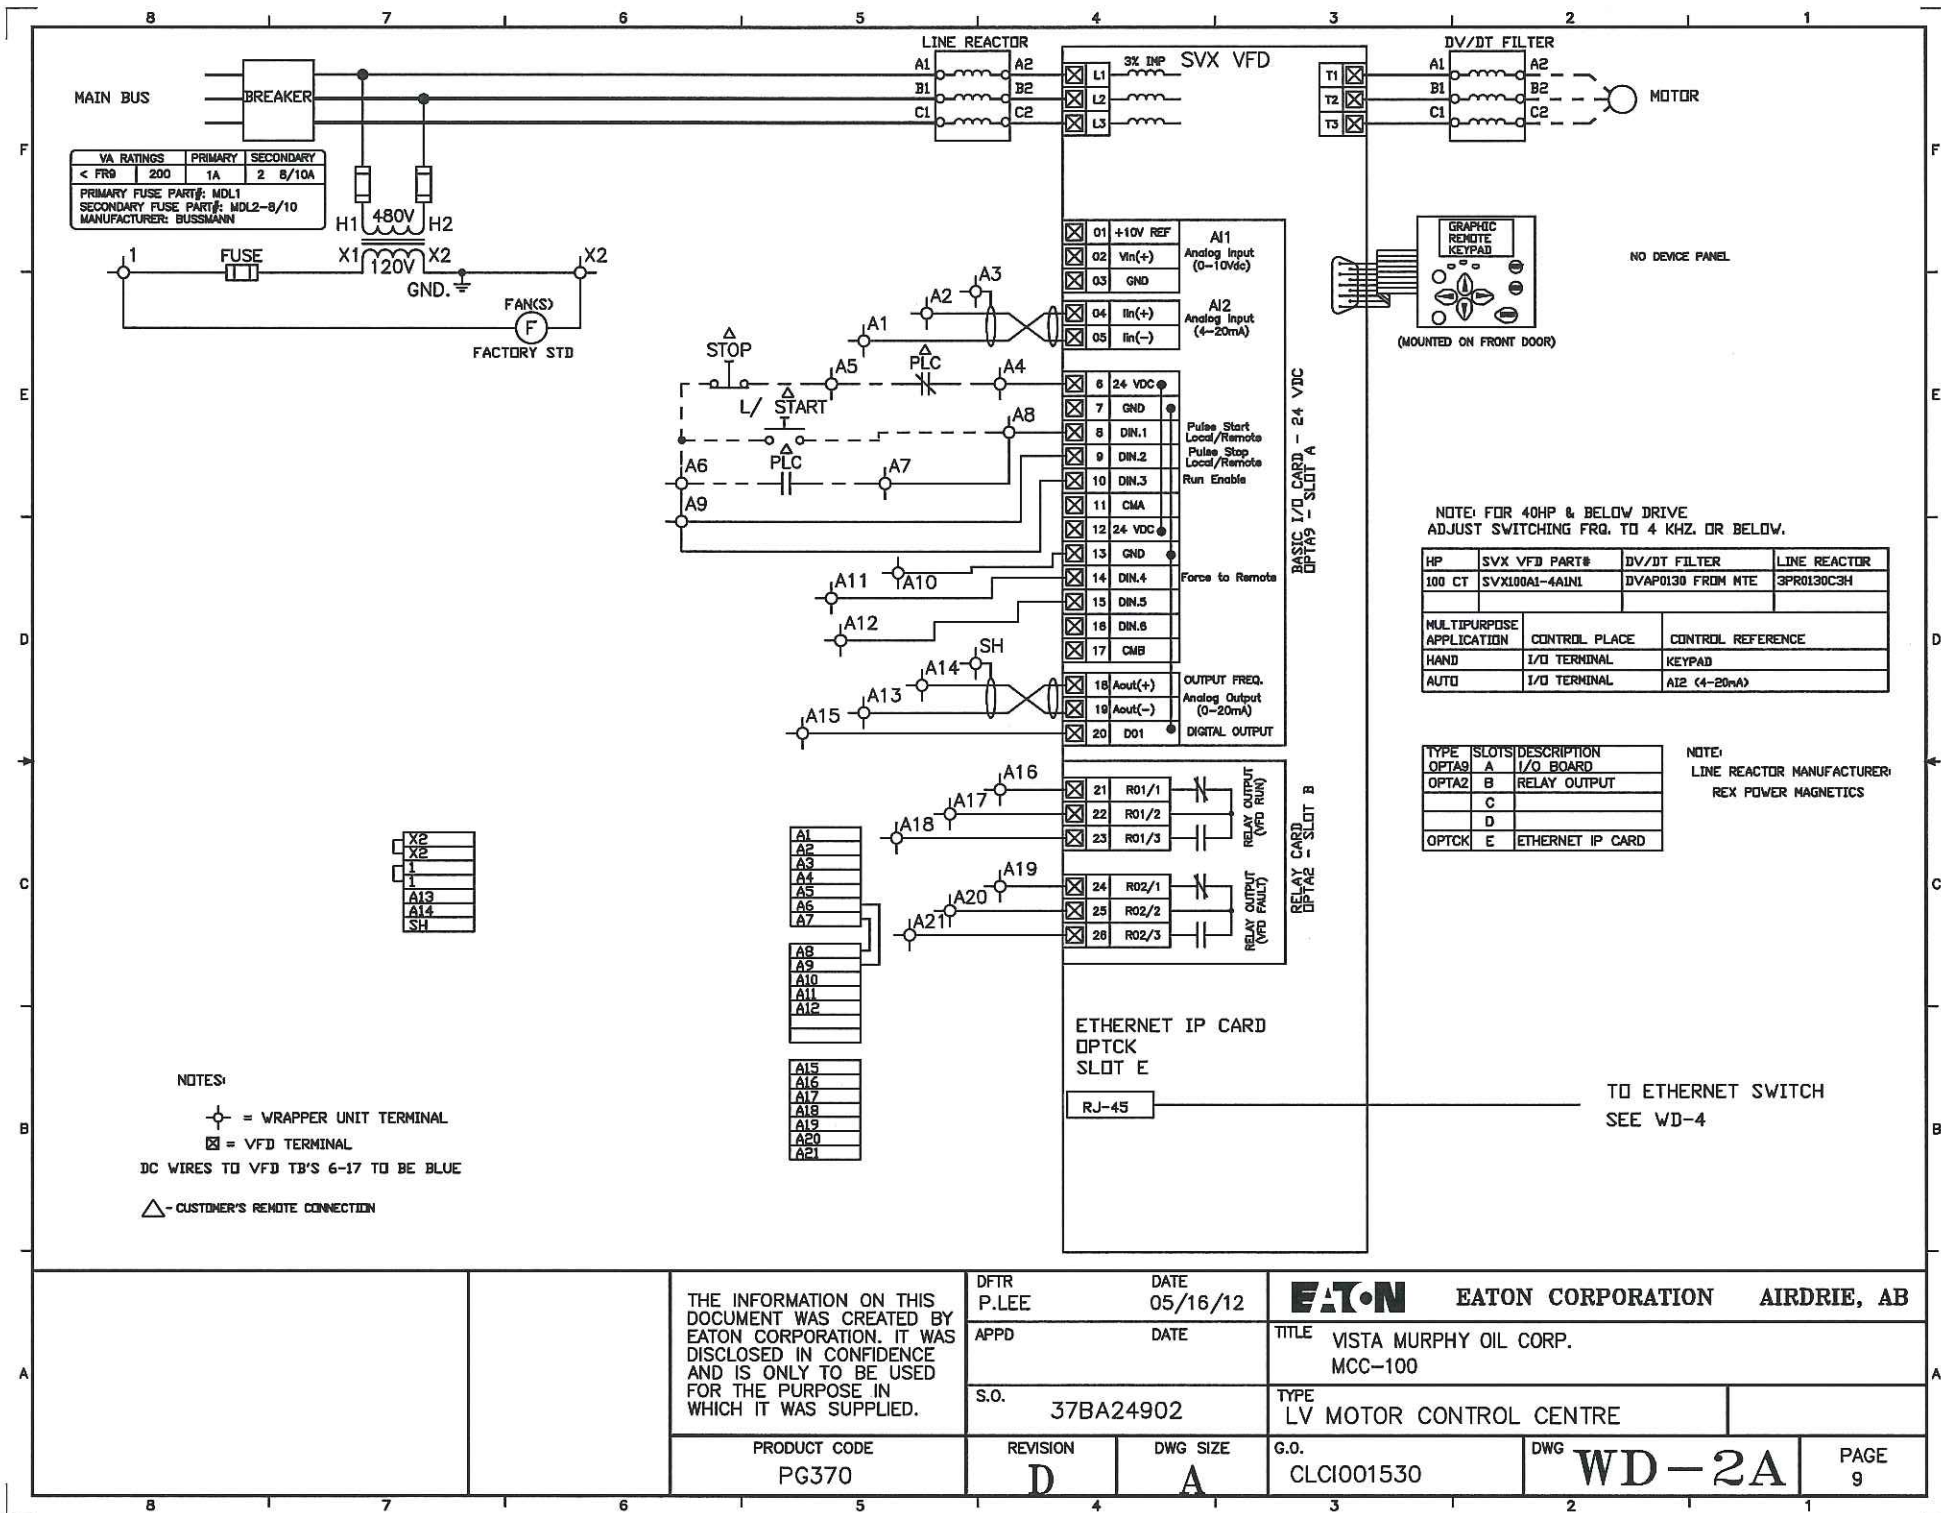 8 7 6 5 4 3 2 1
F
E
D
C
B
A
F
E
D
C
B
A
MAIN BUS
BREAKER
LINE REACTOR
A1 A2
B1 B2
C1 C2
SVX VFD
3% IMP
L1
L2
L3
T1
T2
T3
DV/DT FILTER
A1 A2
B1 B2
C1 C2
MOTOR
VA RATINGS PRIMARY SECONDARY
< FR9 200 1A 2 8/10A
PRIMARY FUSE PART#: MDL1
SECONDARY FUSE PART#: MDL2-8/10
MANUFACTURER: BUSSMANN
H1 480V H2
X1 120V X2
1
FUSE
X2
GND.
FAN(S)
F
FACTORY STD
01 +10V REF
02 Vin(+)
03 GND
AI1
Analog Input
(0-10Vdc)
04 Iin(+)
05 Iin(-)
AI2
Analog Input
(4-20mA)
A3
A2
A1
STOP
A5
PLC
A4
L/ START
A8
PLC
A6
A7
A9
A11
A10
A12
SH
A14
A13
A15
6 24 VDC
7 GND
8 DIN.1
9 DIN.2
10 DIN.3
11 CMA
12 24 VDC
13 GND
14 DIN.4
15 DIN.5
16 DIN.6
17 CMB
18 Aout(+)
19 Aout(-)
20 DO1
Pulse Start
Local/Remote
Pulse Stop
Local/Remote
Run Enable
Force to Remote
OUTPUT FREQ.
Analog Output
(0-20mA)
DIGITAL OUTPUT
BASIC I/O CARD - 24 VDC
OPTA9 - SLOT A
GRAPHIC
REMOTE
KEYPAD
(MOUNTED ON FRONT DOOR)
NO DEVICE PANEL
NOTE: FOR 40HP & BELOW DRIVE
ADJUST SWITCHING FRQ. TO 4 KHZ. OR BELOW.
HP SVX VFD PART# DV/DT FILTER LINE REACTOR
100 CT SVX100A1-4A1N1 DVAP0130 FROM MTE 3PR0130C3H
MULTIPURPOSE
APPLICATION CONTROL PLACE CONTROL REFERENCE
HAND I/O TERMINAL KEYPAD
AUTO I/O TERMINAL AI2 (4-20mA)
TYPE SLOTS DESCRIPTION
OPTA9 A I/O BOARD
OPTA2 B RELAY OUTPUT
C
D
OPTCK E ETHERNET IP CARD
NOTE:
LINE REACTOR MANUFACTURER:
REX POWER MAGNETICS
A16
A17
A18
A19
A20
A21
21 R01/1
22 R01/2
23 R01/3
24 R02/1
25 R02/2
26 R02/3
RELAY OUTPUT
(VFD RUN)
RELAY OUTPUT
(VFD FAULT)
RELAY CARD
OPTA2 - SLOT B
X2
X2
1
1
A13
A14
SH
A1
A2
A3
A4
A5
A6
A7
A8
A9
A10
A11
A12
A15
A16
A17
A18
A19
A20
A21
ETHERNET IP CARD
OPTCK
SLOT E
RJ-45
TO ETHERNET SWITCH
SEE WD-4
NOTES:
= WRAPPER UNIT TERMINAL
= VFD TERMINAL
DC WIRES TO VFD TB'S 6-17 TO BE BLUE
- CUSTOMER'S REMOTE CONNECTION
THE INFORMATION ON THIS
DOCUMENT WAS CREATED BY
EATON CORPORATION. IT WAS
DISCLOSED IN CONFIDENCE
AND IS ONLY TO BE USED
FOR THE PURPOSE IN
WHICH IT WAS SUPPLIED.
PRODUCT CODE
PG370
DFTR DATE
P.LEE 05/16/12
APPD DATE
S.O.
37BA24902
REVISION
D
DWG SIZE
A
EATON EATON CORPORATION AIRDRIE, AB
TITLE VISTA MURPHY OIL CORP.
MCC-100
TYPE
LV MOTOR CONTROL CENTRE
G.O.
CLCI001530
DWG WD-2A
PAGE
9
8 7 6 5 4 3 2 1